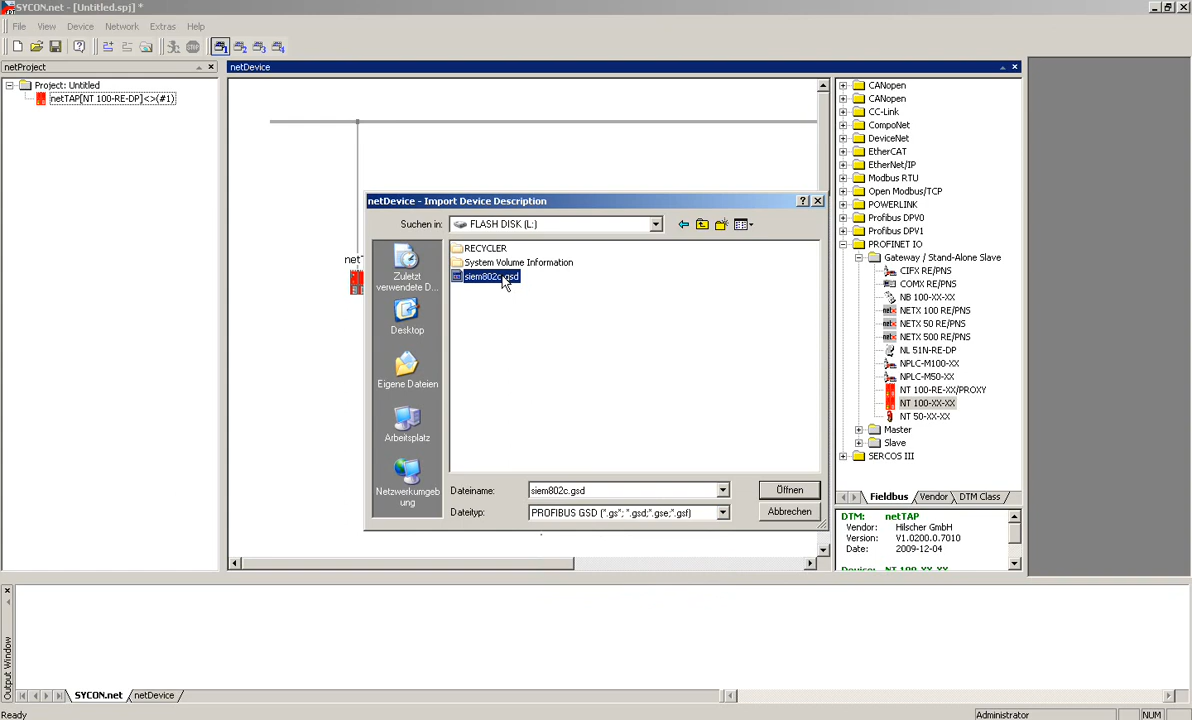 SYCON.net - [Untitled.spj] *
File View Device Network Extras Help
netProject
Project: Untitled
netTAP[NT 100-RE-DP]<>(#1)
netDevice
netDevice - Import Device Description
Suchen in:
FLASH DISK (L:)
RECYCLER
System Volume Information
siem802c.gsd
Zuletzt
verwendete D...
Desktop
Eigene Dateien
Arbeitsplatz
Netzwerkumgeb
ung
Dateiname:
siem802c.gsd
Öffnen
Dateityp:
PROFIBUS GSD (*.gs*; *.gsd;*.gse;*.gsf)
Abbrechen
CANopen
CANopen
CC-Link
CompoNet
DeviceNet
EtherCAT
EtherNet/IP
Modbus RTU
Open Modbus/TCP
POWERLINK
Profibus DPV0
Profibus DPV1
PROFINET IO
Gateway / Stand-Alone Slave
CIFX RE/PNS
COMX RE/PNS
NB 100-XX-XX
NETX 100 RE/PNS
NETX 50 RE/PNS
NETX 500 RE/PNS
NL 51N-RE-DP
NPLC-M100-XX
NPLC-M50-XX
NT 100-RE-XX/PROXY
NT 100-XX-XX
NT 50-XX-XX
Master
Slave
SERCOS III
Fieldbus Vendor DTM Class
DTM: netTAP
Vendor: Hilscher GmbH
Version: V1.0200.0.7010
Date: 2009-12-04
Device: NT 100-XX-XX
Output Window
SYCON.net netDevice
Ready
Administrator
NUM